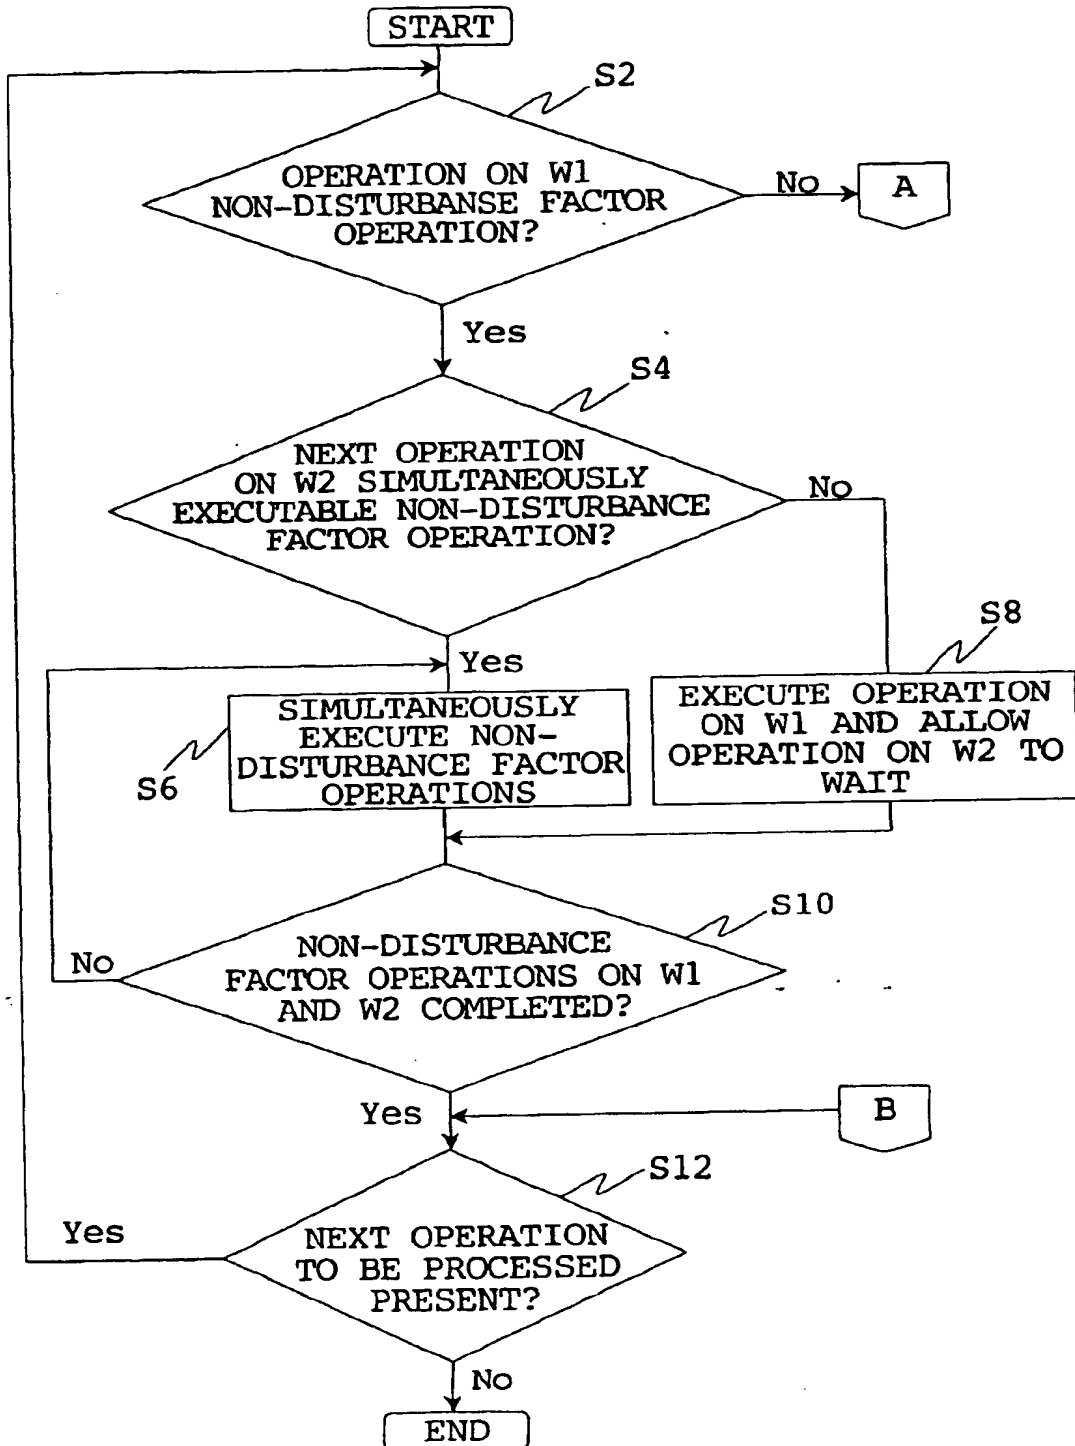 START
S2
OPERATION ON W1
NON-DISTURBANSE FACTOR
OPERATION?
No
A
Yes
S4
NEXT OPERATION
ON W2 SIMULTANEOUSLY
EXECUTABLE NON-DISTURBANCE
FACTOR OPERATION?
No
Yes
S8
SIMULTANEOUSLY
EXECUTE NON-
DISTURBANCE FACTOR
OPERATIONS
S6
EXECUTE OPERATION
ON W1 AND ALLOW
OPERATION ON W2 TO
WAIT
S10
NON-DISTURBANCE
FACTOR OPERATIONS ON W1
AND W2 COMPLETED?
No
Yes
B
S12
NEXT OPERATION
TO BE PROCESSED
PRESENT?
Yes
No
END